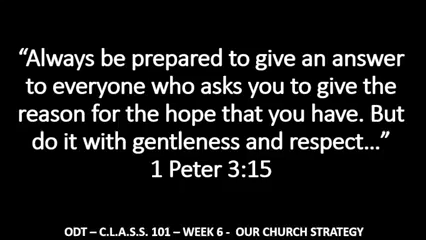 “Always be prepared to give an answer
to everyone who asks you to give the
reason for the hope that you have. But
do it with gentleness and respect…”
1 Peter 3:15
ODT – C.L.A.S.S. 101 – WEEK 6 - OUR CHURCH STRATEGY